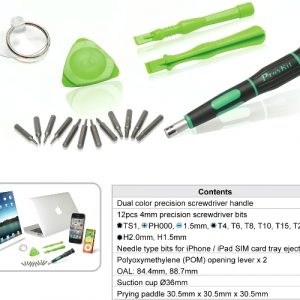 Pro'sKit
Contents
Dual color precision screwdriver handle
12pcs 4mm precision screwdriver bits
TS1, PH000, 1.5mm, T4, T5, T6, T8, T10, T15, T2
H2.0mm, H1.5mm
Needle type bits for iPhone / iPad SIM card tray eject
Polyoxymethylene (POM) opening lever x 2
OAL: 84.4mm, 88.7mm
Suction cup Ø36mm
Prying paddle 30.5mm x 30.5mm x 30.5mm